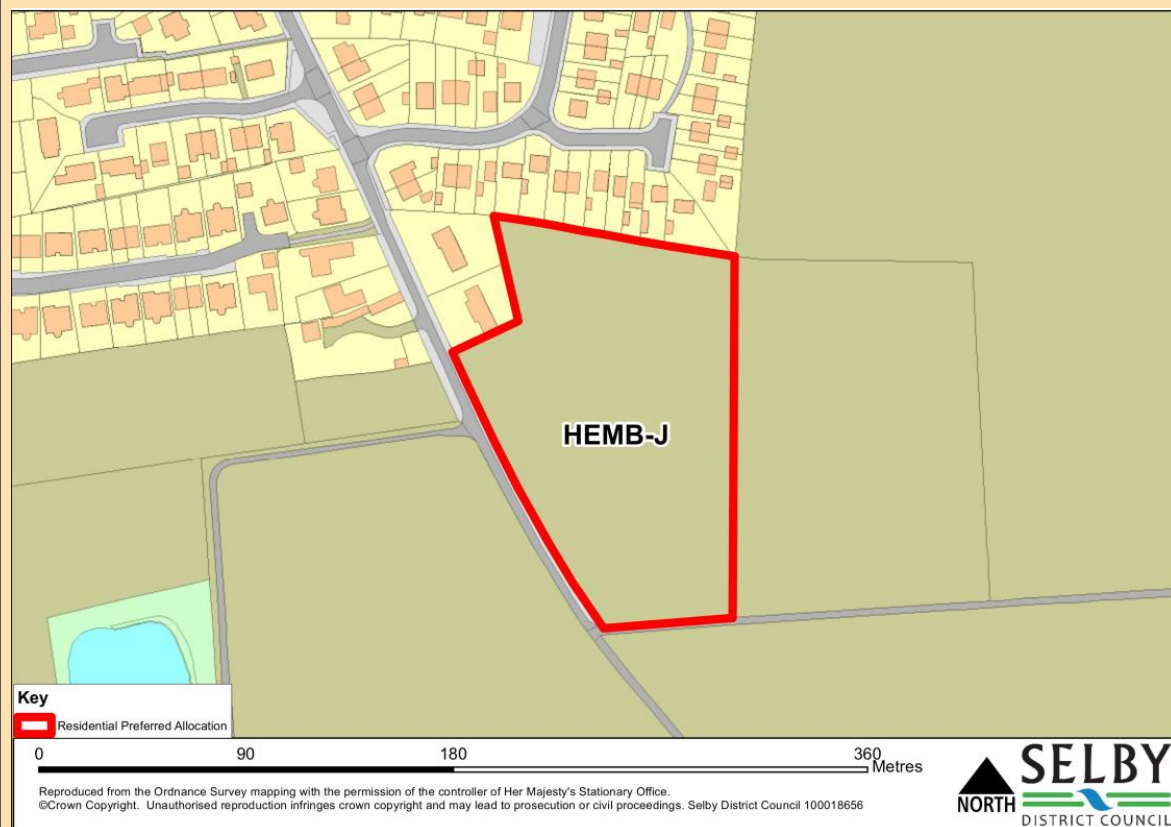 HEMB-J
Key
Residential Preferred Allocation
0 90 180 360
Metres
Reproduced from the Ordnance Survey mapping with the permission of the controller of Her Majesty's Stationary Office.
©Crown Copyright. Unauthorised reproduction infringes crown copyright and may lead to prosecution or civil proceedings. Selby District Council 100018656
NORTH
SELBY
DISTRICT COUNCIL